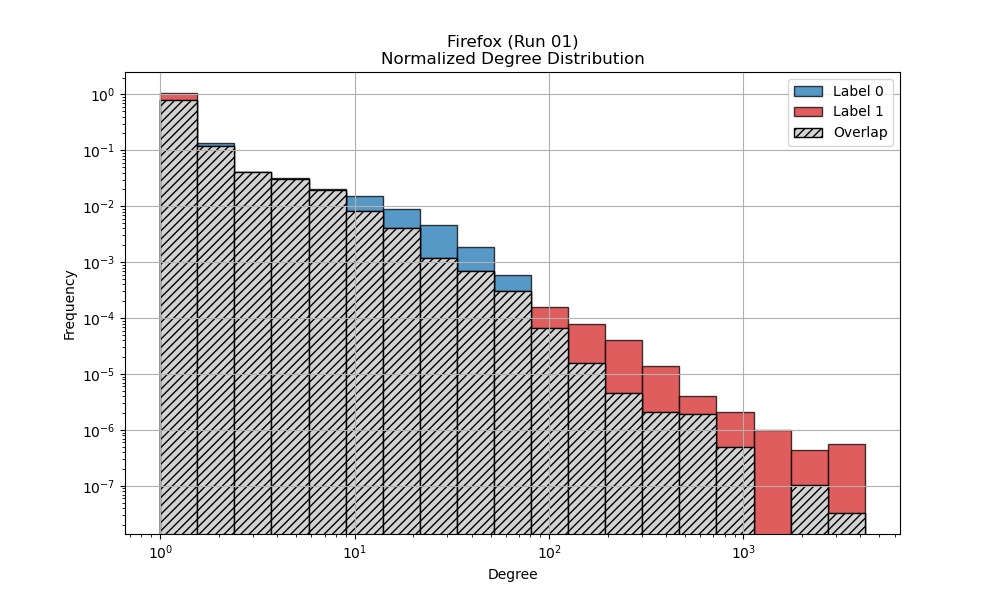 Firefox (Run 01)
Normalized Degree Distribution
Label 0
Label 1
Overlap
Frequency
10⁰
10⁻¹
10⁻²
10⁻³
10⁻⁴
10⁻⁵
10⁻⁶
10⁻⁷
10⁰ 10¹ 10² 10³
Degree